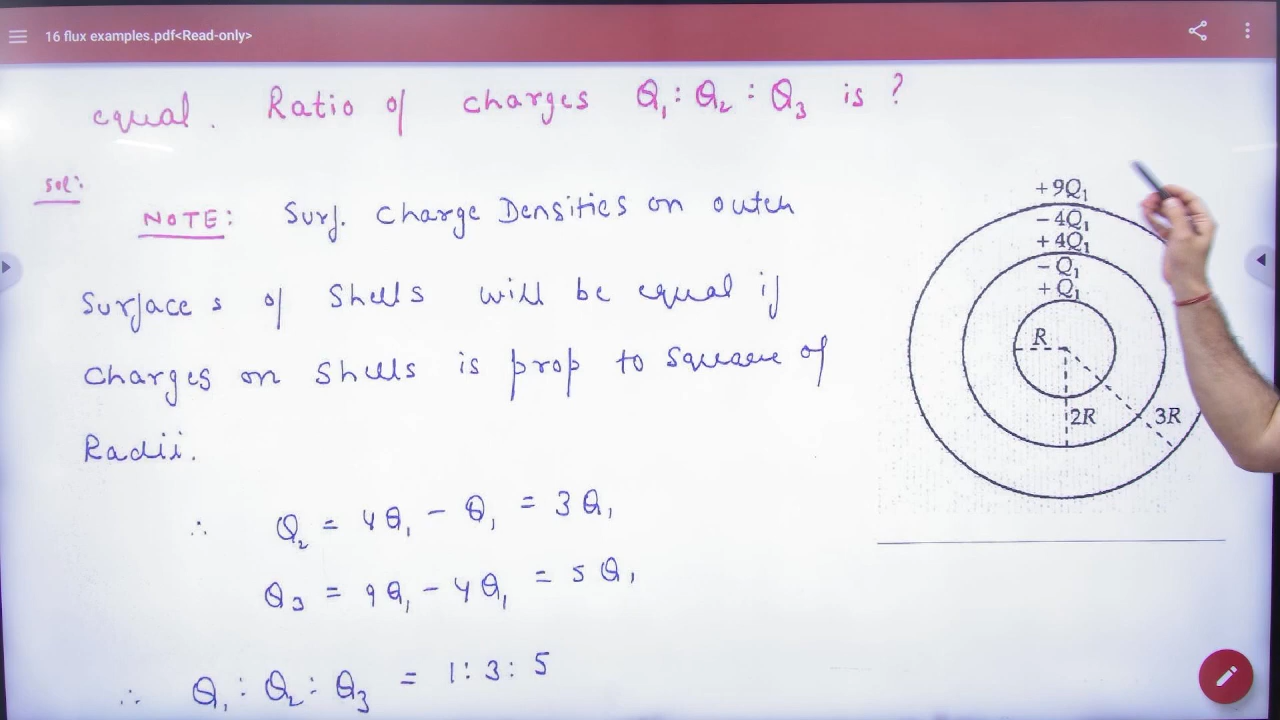 16 flux examples.pdf<Read-only>
equal. Ratio of charges Q₁ : Q₂ : Q₃ is ?
Sol:
NOTE: Surf. Charge Densities on outer
Surfaces of Shells will be equal if
Charges on Shells is prop to Square of
Radii.
∴ Q₂ = 4Q₁ - Q₁ = 3Q₁
Q₃ = 9Q₁ - 4Q₁ = 5Q₁
∴ Q₁ : Q₂ : Q₃ = 1 : 3 : 5
+9Q₁
-4Q₁
+4Q₁
-Q₁
+Q₁
R
2R
3R